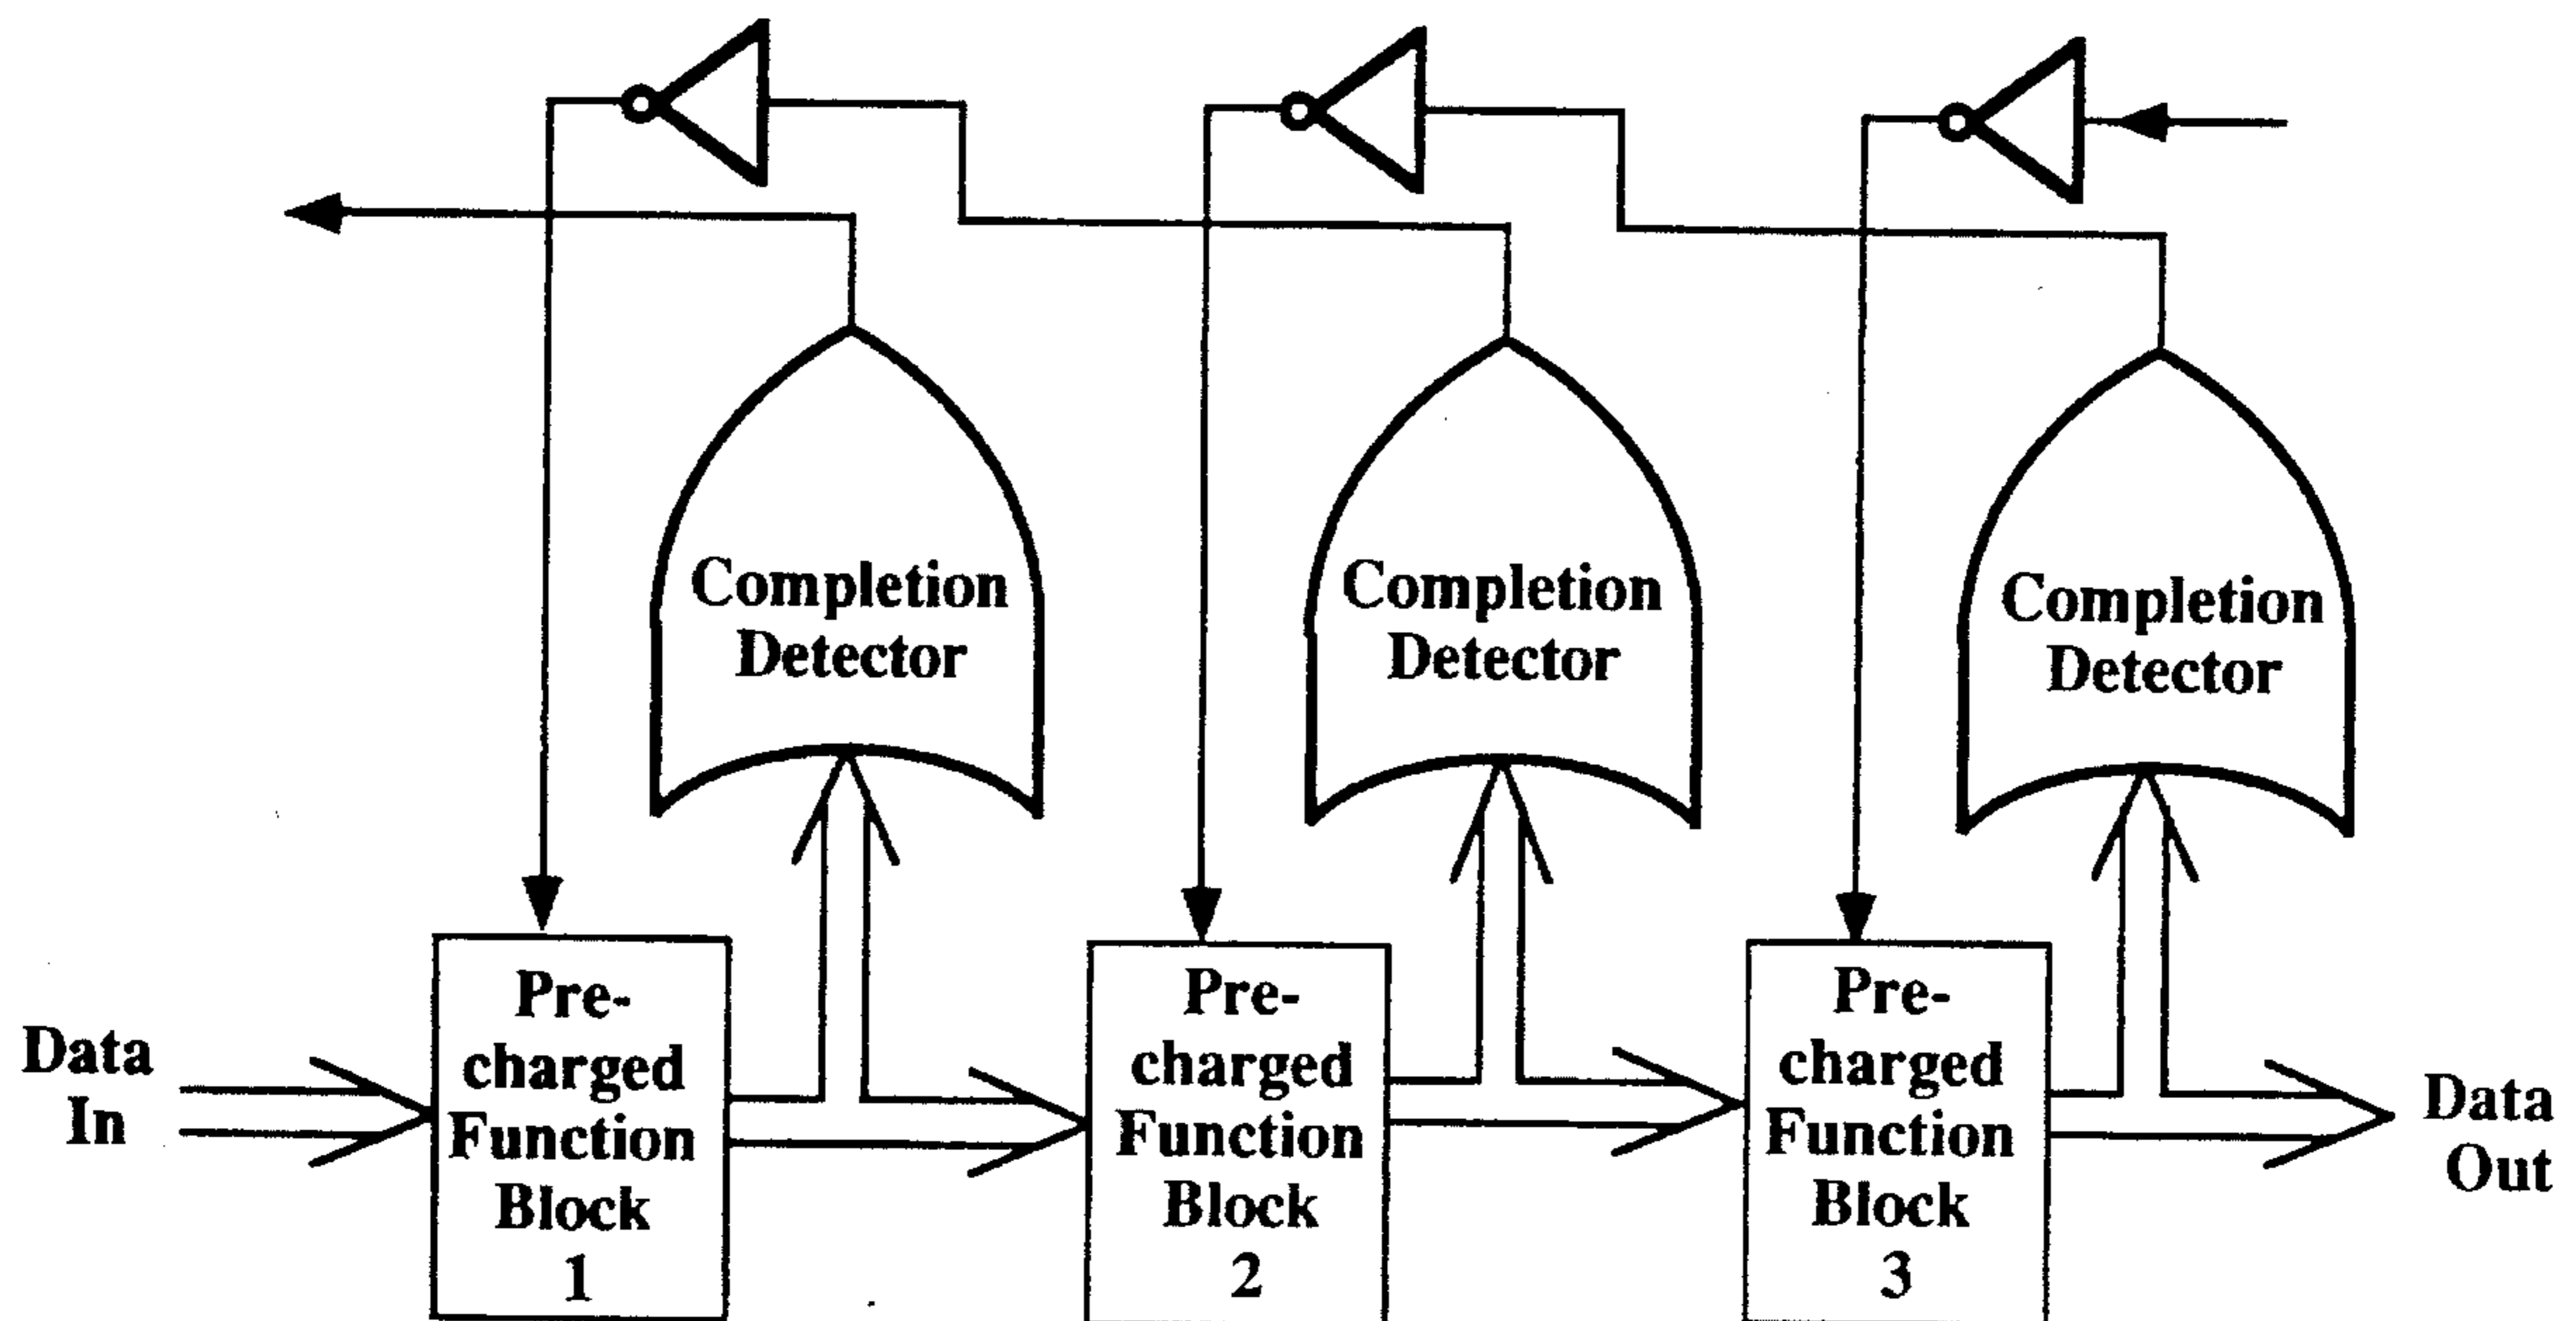 Completion
Detector
Completion
Detector
Completion
Detector
Data
In
Pre-
charged
Function
Block
1
Pre-
charged
Function
Block
2
Pre-
charged
Function
Block
3
Data
Out